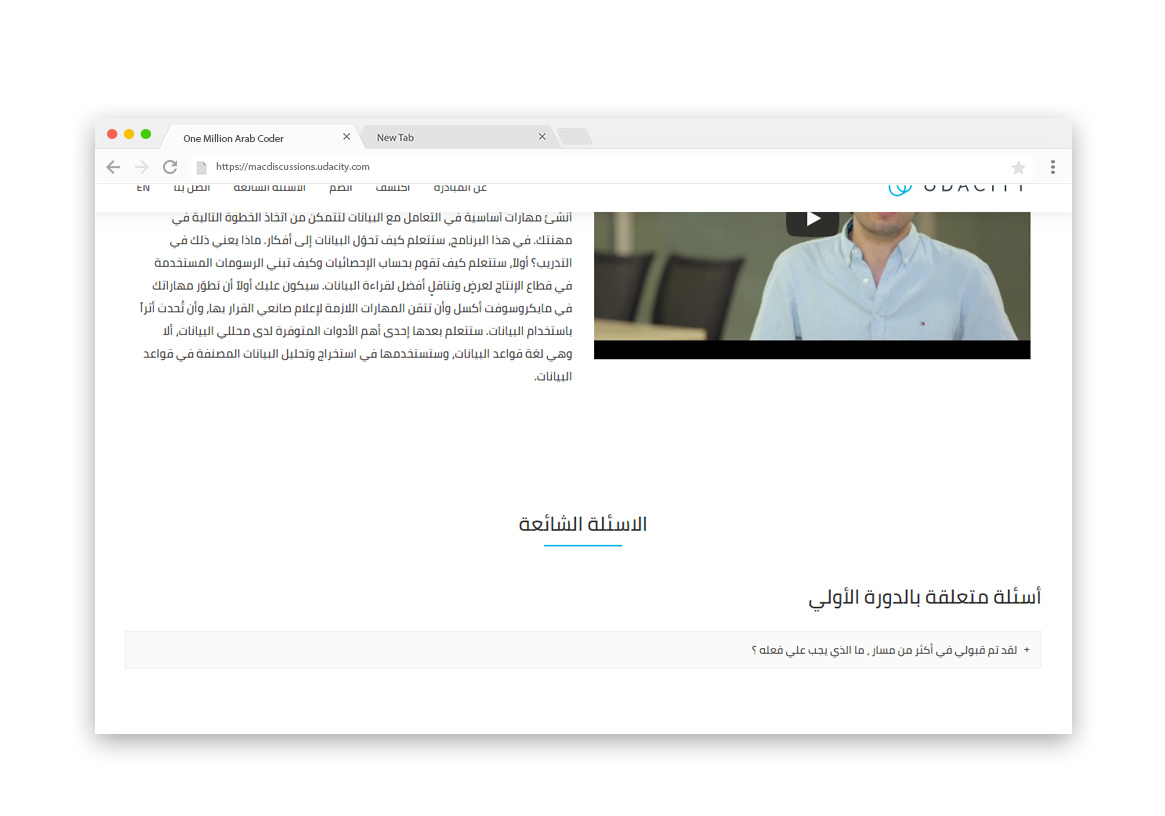 One Million Arab Coder
New Tab
https://macdiscussions.udacity.com
UDACITY
عن المبادرة
اكتشف
انضم
الاسئلة الشائعة
اتصل بنا
EN
أنشئ مهارات أساسية في التعامل مع البيانات لتتمكن من اتخاذ الخطوة التالية في
مهنتك. في هذا البرنامج، ستتعلم كيف تحوّل البيانات إلى أفكار. ماذا يعني ذلك في
التدريب؟ أولاً، ستتعلم كيف تقوم بحساب الإحصائيات وكيف تبني الرسومات المستخدمة
في قطاع الإنتاج لعرضٍ وتناقلٍ أفضل لقراءة البيانات. سيكون عليك أولاً أن تطوّر مهاراتك
في مايكروسوفت أكسل وأن تتقن المهارات اللازمة لإعلام صانعي القرار بها، وأن تُحدث أثراً
باستخدام البيانات. ستتعلم بعدها إحدى أهم الأدوات المتوفرة لدى محللي البيانات، ألا
وهي لغة قواعد البيانات، وستستخدمها في استخراج وتحليل البيانات المصنفة في قواعد
البيانات.
الاسئلة الشائعة
أسئلة متعلقة بالدورة الأولي
+ لقد تم قبولي في أكثر من مسار , ما الذي يجب علي فعله ؟